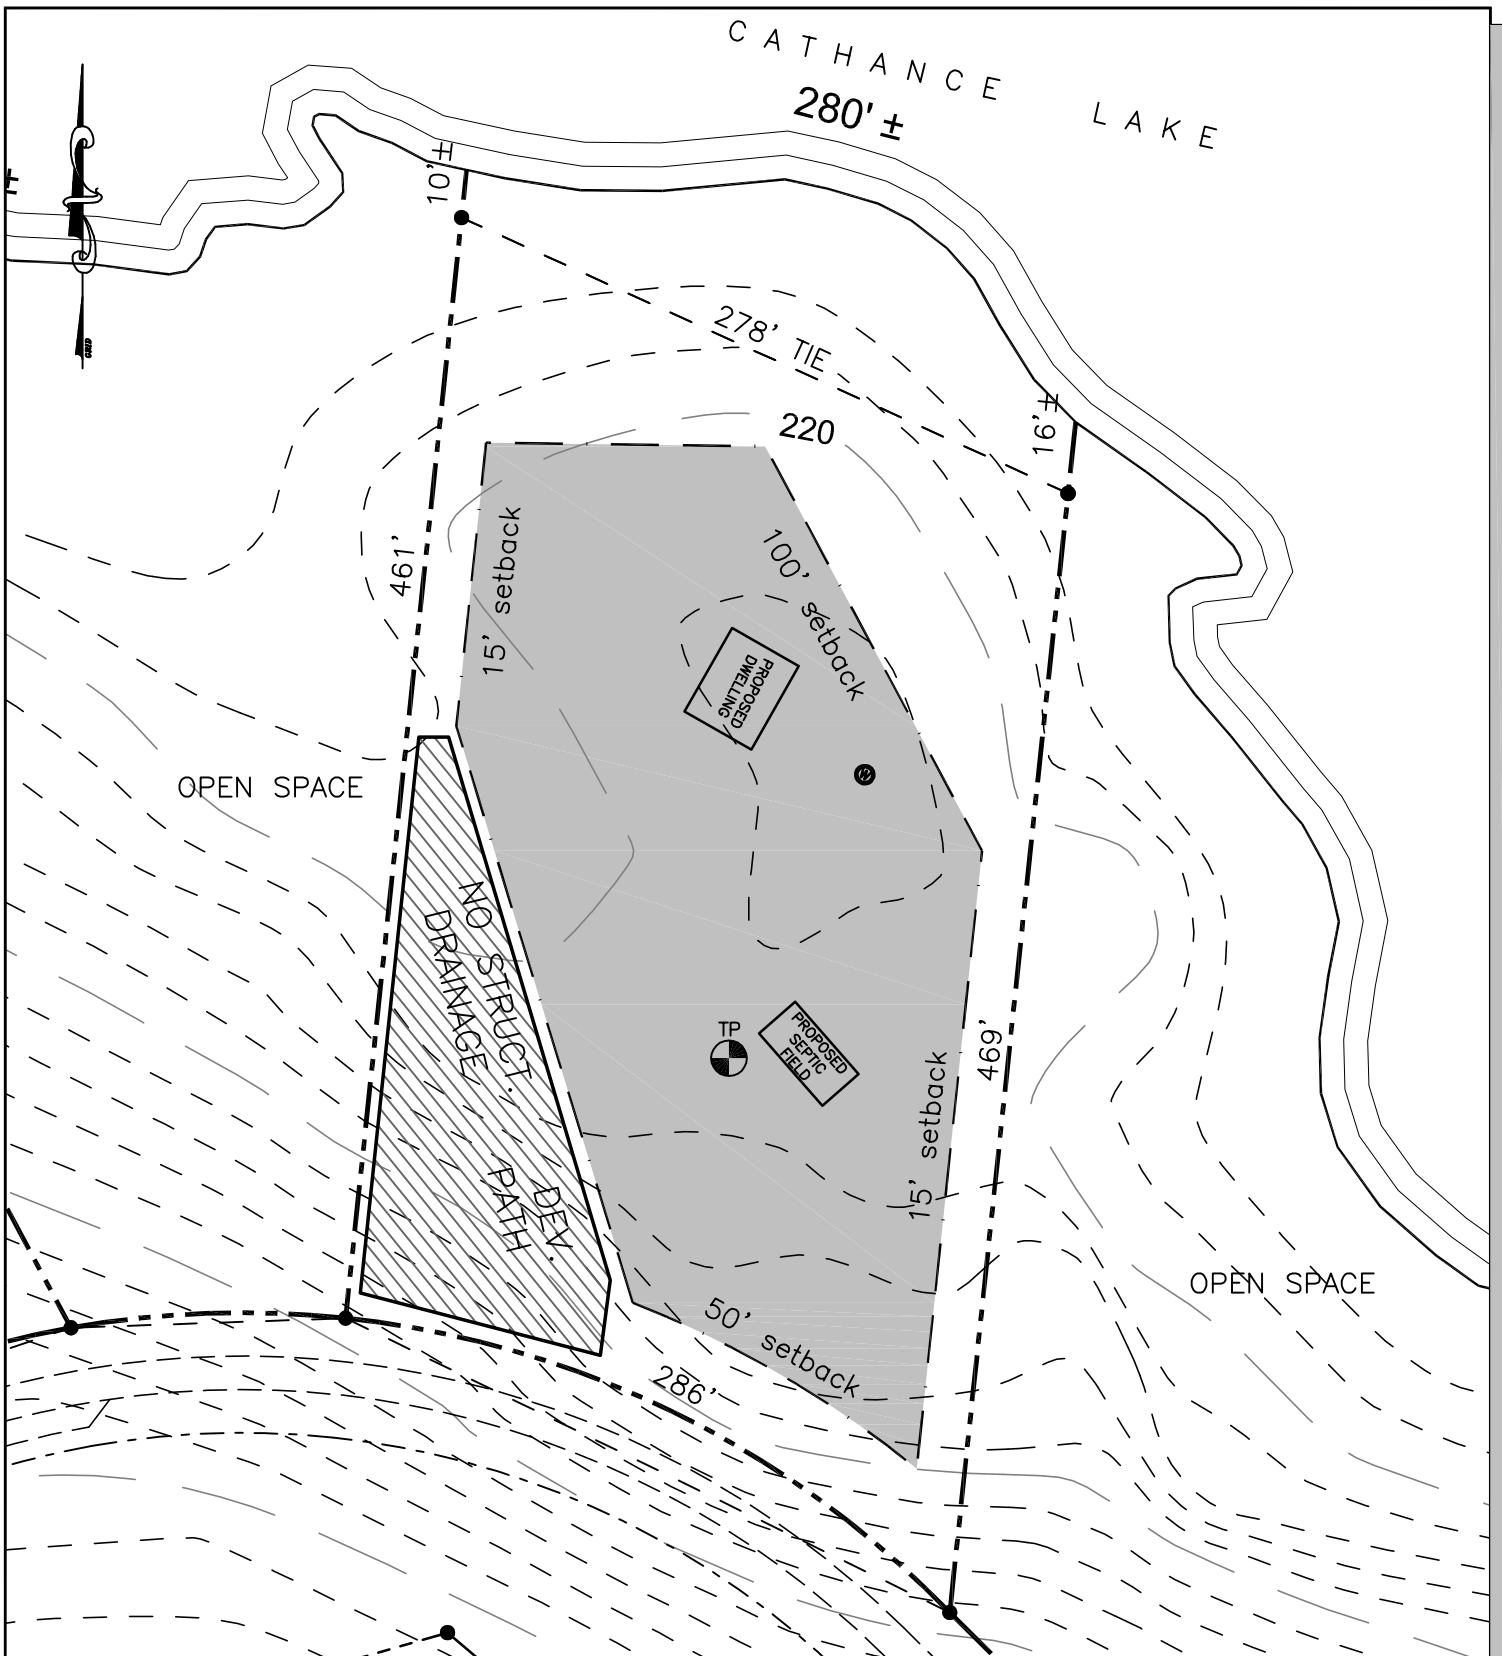 CATHANCE LAKE
280' ±
10' ±
±
GRID
278' TIE
16' ±
220
461'
15' setback
100' setback
PROPOSED
DWELLING
W
OPEN SPACE
NO STRUCT. DEV.
DRAINAGE PATH
TP
PROPOSED
SEPTIC
FIELD
469'
15' setback
OPEN SPACE
50' setback
286'